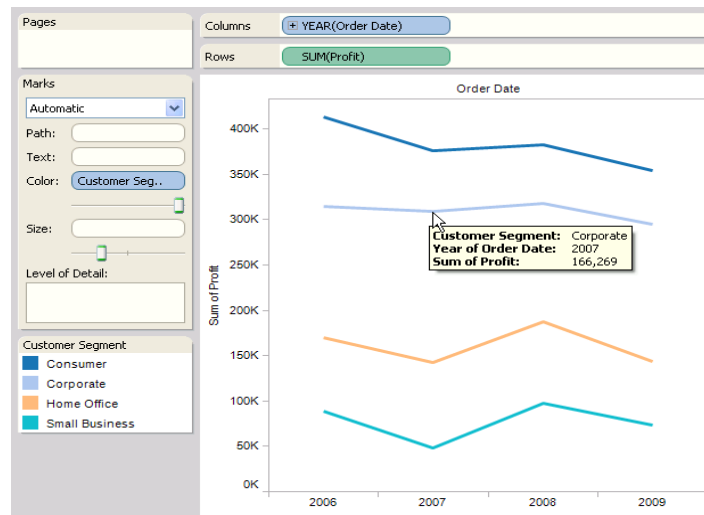 Pages
Columns
YEAR(Order Date)
Rows
SUM(Profit)
Marks
Automatic
Path:
Text:
Color:
Customer Seg..
Size:
Level of Detail:
Customer Segment
Consumer
Corporate
Home Office
Small Business
Order Date
Sum of Profit
400K
350K
300K
250K
200K
150K
100K
50K
0K
Customer Segment: Corporate
Year of Order Date: 2007
Sum of Profit: 166,269
2006 2007 2008 2009